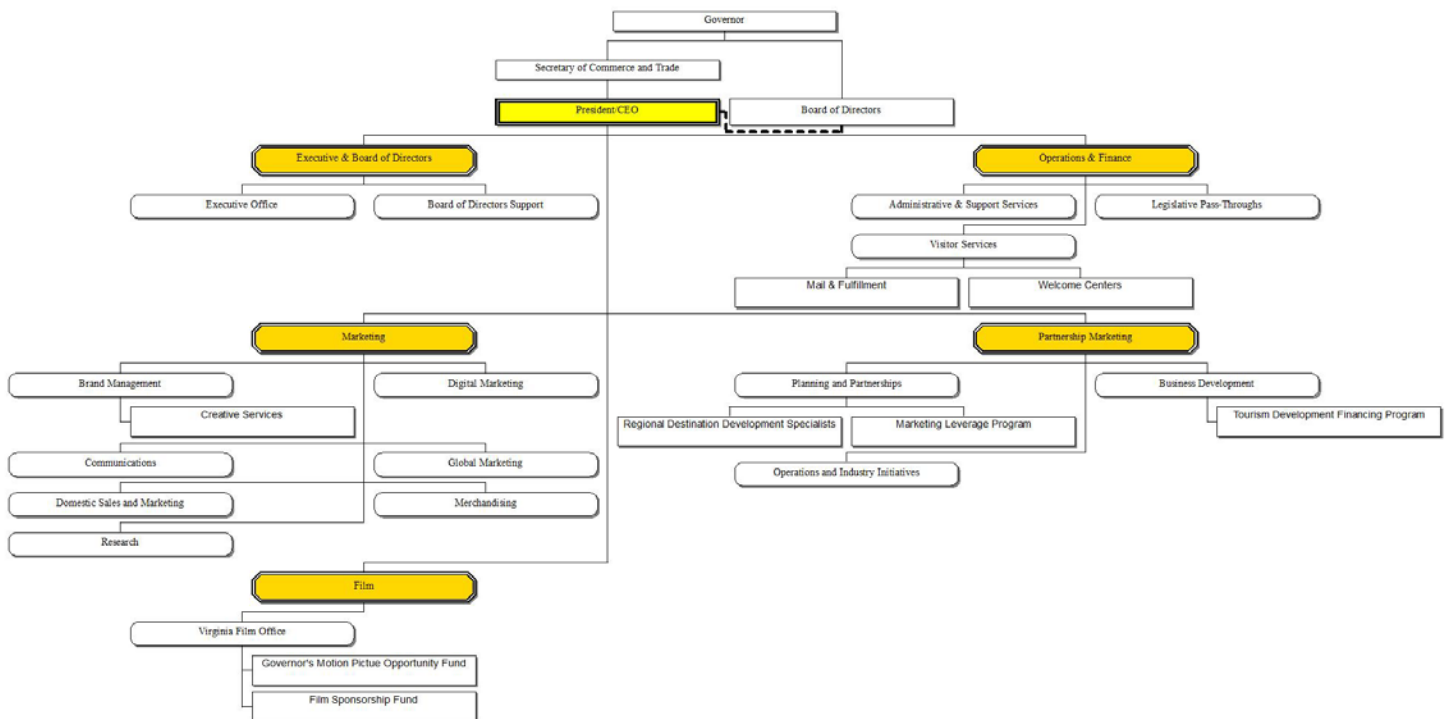 Governor
Secretary of Commerce and Trade
President/CEO
Board of Directors
Executive & Board of Directors
Operations & Finance
Executive Office
Board of Directors Support
Administrative & Support Services
Legislative Pass-Throughs
Visitor Services
Mail & Fulfillment
Welcome Centers
Marketing
Partnership Marketing
Brand Management
Digital Marketing
Planning and Partnerships
Business Development
Creative Services
Regional Destination Development Specialists
Marketing Leverage Program
Tourism Development Financing Program
Communications
Global Marketing
Operations and Industry Initiatives
Domestic Sales and Marketing
Merchandising
Research
Film
Virginia Film Office
Governor's Motion Pictue Opportunity Fund
Film Sponsorship Fund